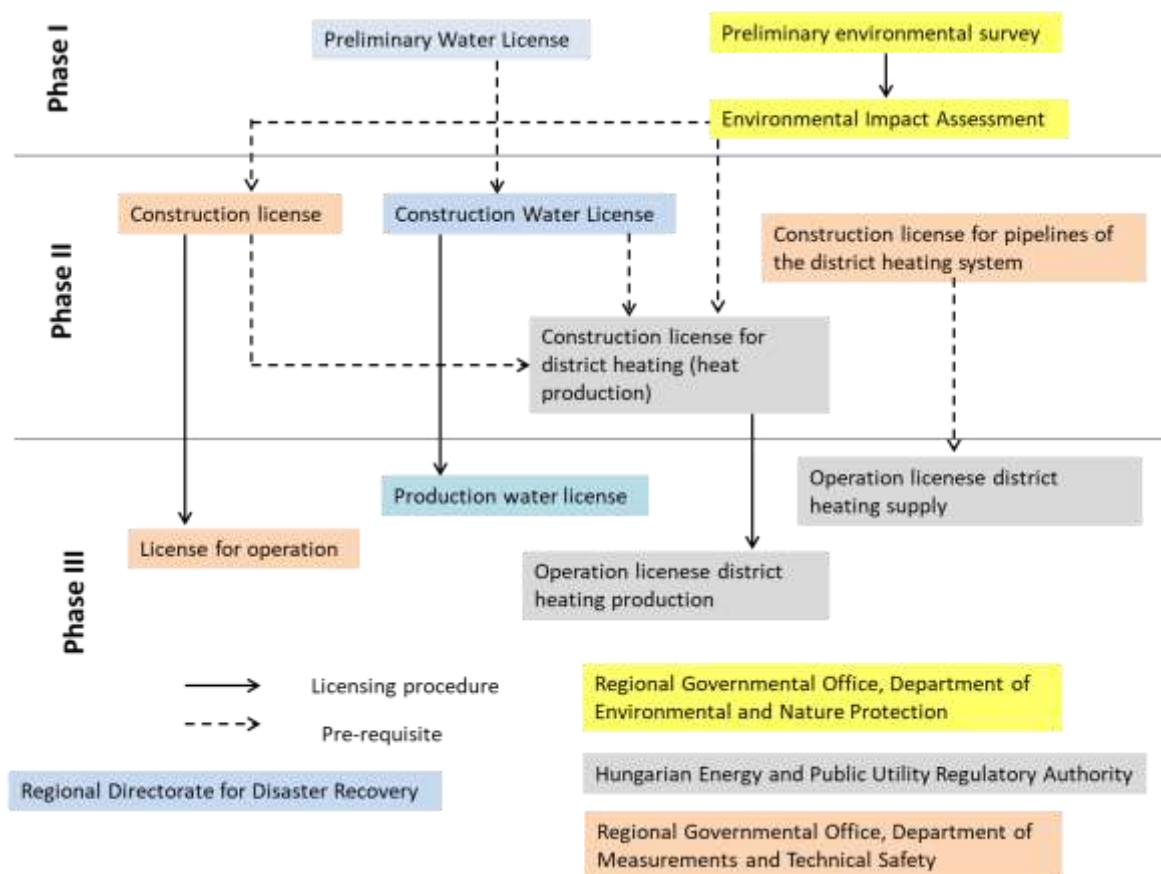 Phase I
Preliminary Water License
Preliminary environmental survey
Environmental Impact Assessment
Phase II
Construction license
Construction Water License
Construction license for pipelines of
the district heating system
Construction license for
district heating (heat
production)
Phase III
Production water license
Operation licenese district
heating supply
License for operation
Operation licenese district
heating production
Licensing procedure
Pre-requisite
Regional Directorate for Disaster Recovery
Regional Governmental Office, Department of
Environmental and Nature Protection
Hungarian Energy and Public Utility Regulatory Authority
Regional Governmental Office, Department of
Measurements and Technical Safety